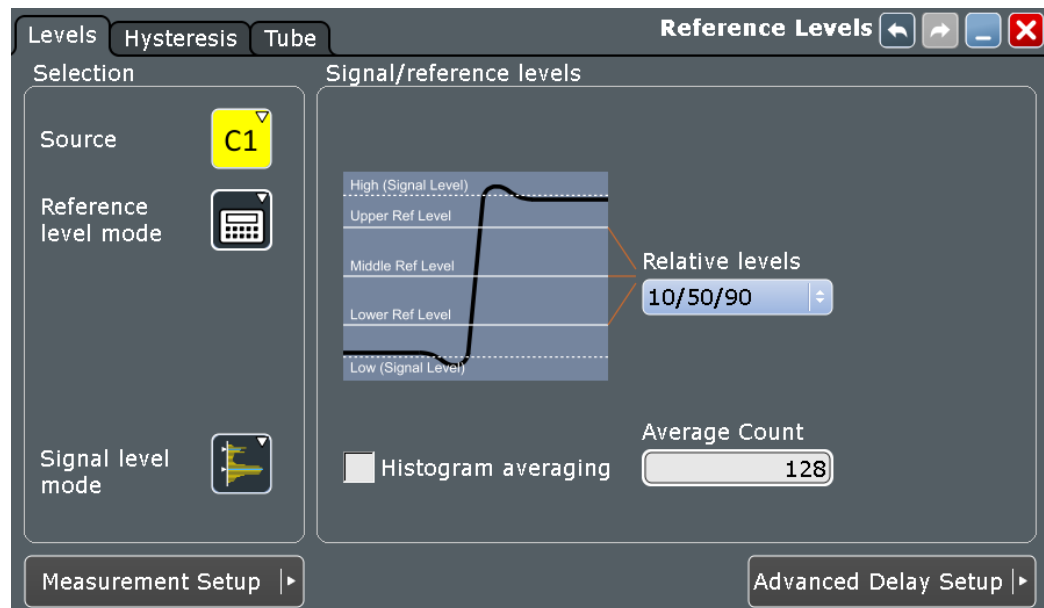 Levels Hysteresis Tube Reference Levels
Selection
Source C1
Reference
level mode
Signal level
mode
Signal/reference levels
High (Signal Level)
Upper Ref Level
Middle Ref Level
Lower Ref Level
Low (Signal Level)
Relative levels
10/50/90
Histogram averaging
Average Count
128
Measurement Setup
Advanced Delay Setup